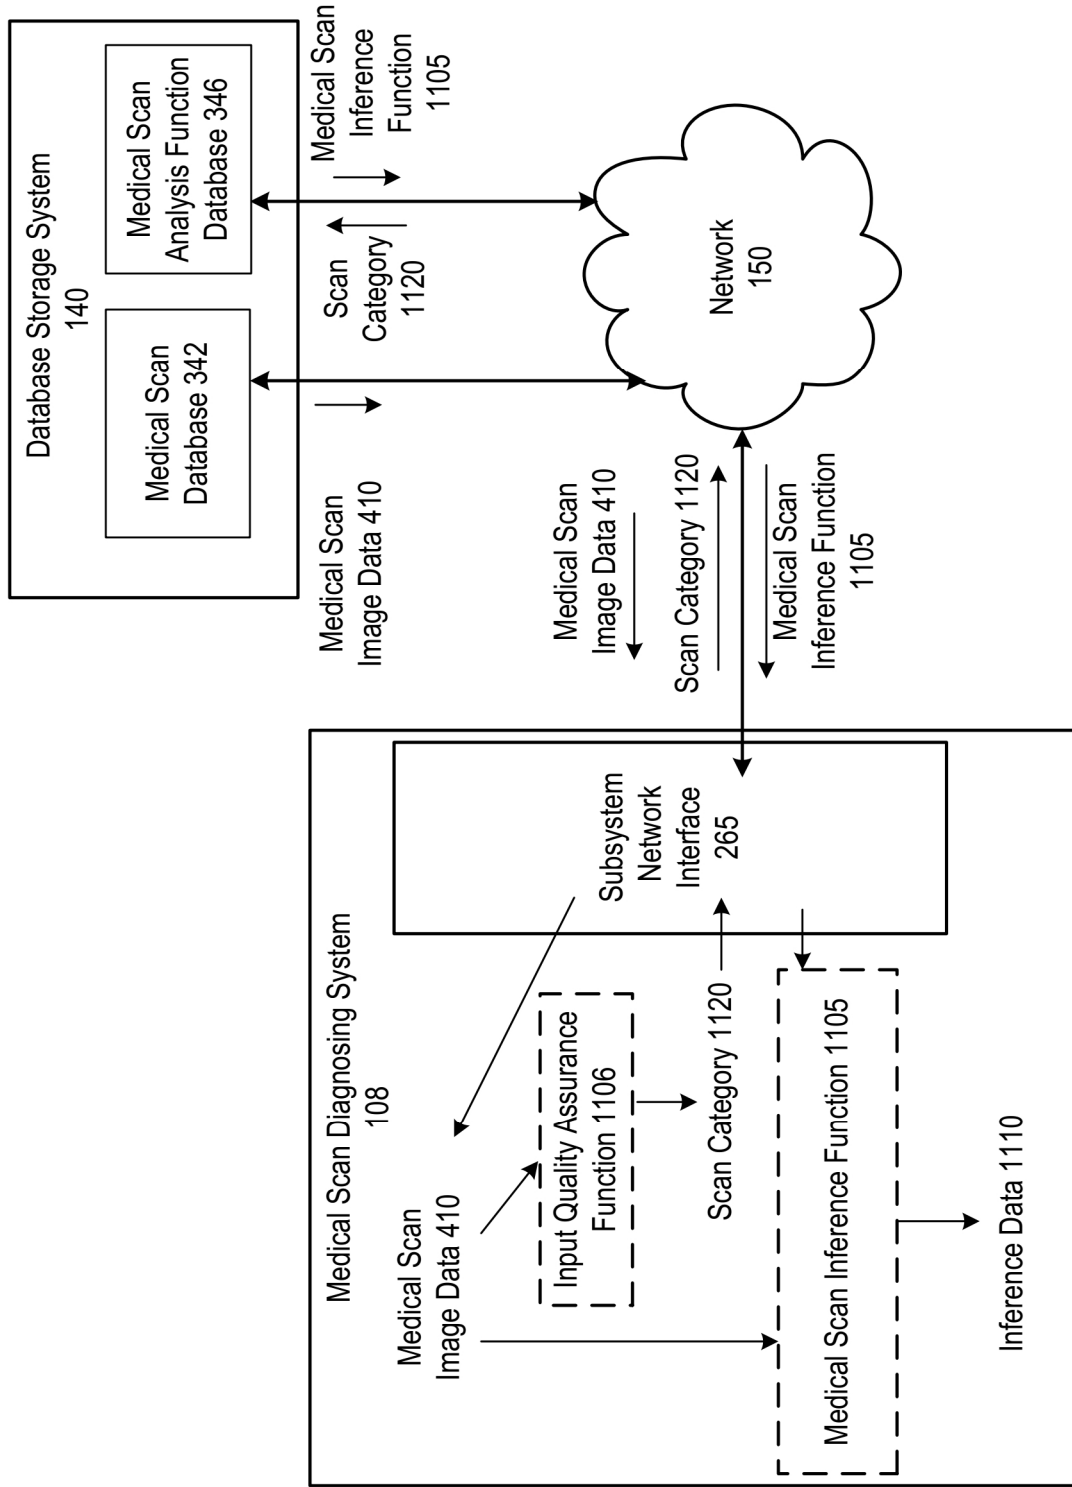 Database Storage System
140
Medical Scan
Database 342
Medical Scan
Analysis Function
Database 346
Medical Scan
Image Data 410
Scan
Category
1120
Medical Scan
Inference
Function
1105
Network
150
Medical Scan
Image Data 410
Scan Category 1120
Medical Scan
Inference Function
1105
Medical Scan Diagnosing System
108
Subsystem
Network
Interface
265
Medical Scan
Image Data 410
Input Quality Assurance
Function 1106
Scan Category 1120
Medical Scan Inference Function 1105
Inference Data 1110